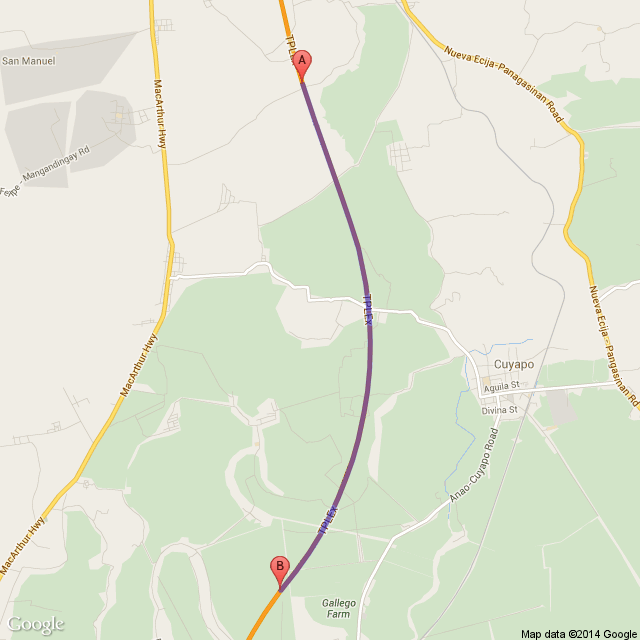 TPLEx
A
San Manuel
Nueva Ecija-Panagasinan Road
MacArthur Hwy
Felipe - Mangandingay Rd
TPLEx
Nueva Ecija - Pangasinan Rd
MacArthur Hwy
Cuyapo
Aguila St
Divina St
Anao-Cuyapo Road
TPLEx
MacArthur Hwy
B
Gallego
Farm
Google
Map data ©2014 Google